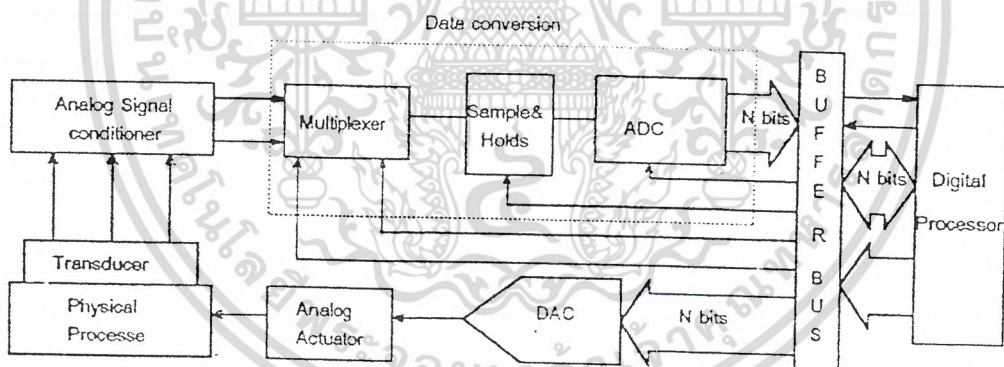 Data conversion
Analog Signal
conditioner
Multiplexer
Sample&
Holds
ADC
N bits
B
U
F
F
E
R
B
U
S
N bits
Digital
Processor
Transducer
Physical
Processe
Analog
Actuator
DAC
N bits